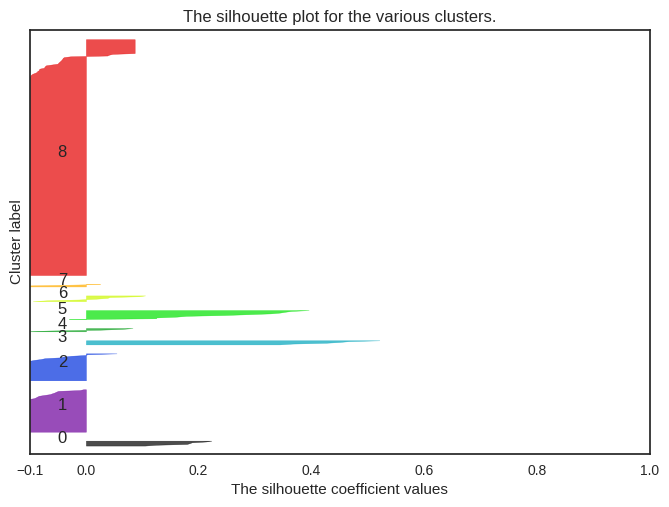 The silhouette plot for the various clusters.
8
7
6
5
4
3
2
1
0
Cluster label
−0.1 0.0 0.2 0.4 0.6 0.8 1.0
The silhouette coefficient values